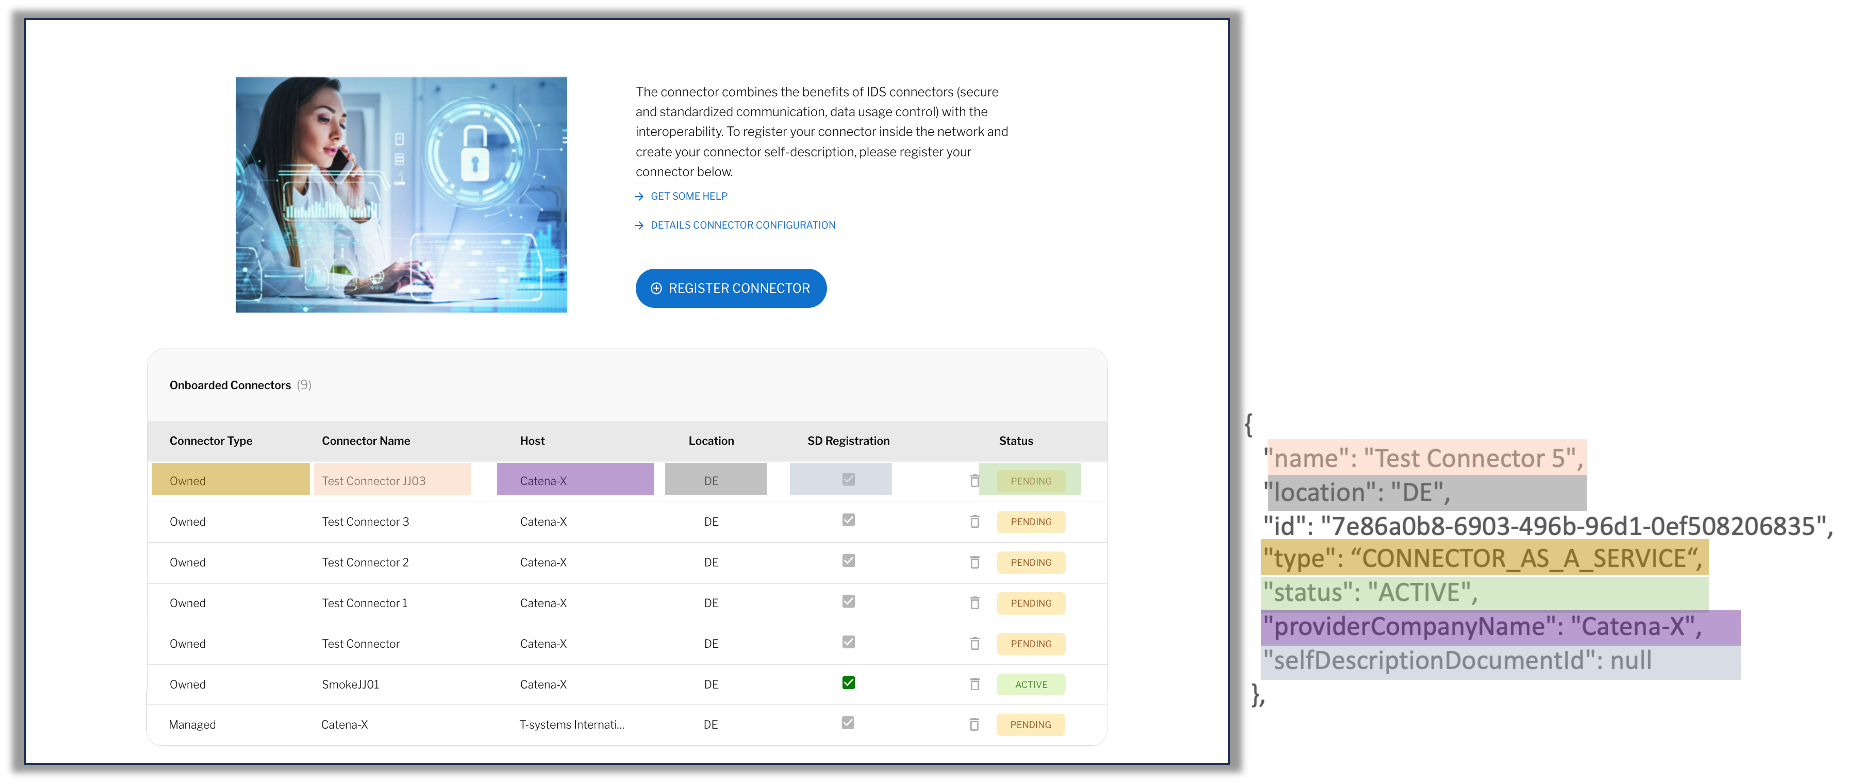 The connector combines the benefits of IDS connectors (secure
and standardized communication, data usage control) with the
interoperability. To register your connector inside the network and
create your connector self-description, please register your
connector below.
GET SOME HELP
DETAILS CONNECTOR CONFIGURATION
REGISTER CONNECTOR
Onboarded Connectors (9)
Connector Type Connector Name Host Location SD Registration Status
Owned Test Connector JJ03 Catena-X DE PENDING
Owned Test Connector 3 Catena-X DE PENDING
Owned Test Connector 2 Catena-X DE PENDING
Owned Test Connector 1 Catena-X DE PENDING
Owned Test Connector Catena-X DE PENDING
Owned SmokeJJ01 Catena-X DE ACTIVE
Managed Catena-X T-systems Internati... DE PENDING
{
"name": "Test Connector 5",
"location": "DE",
"id": "7e86a0b8-6903-496b-96d1-0ef508206835",
"type": “CONNECTOR_AS_A_SERVICE“,
"status": "ACTIVE",
"providerCompanyName": "Catena-X",
"selfDescriptionDocumentId": null
},